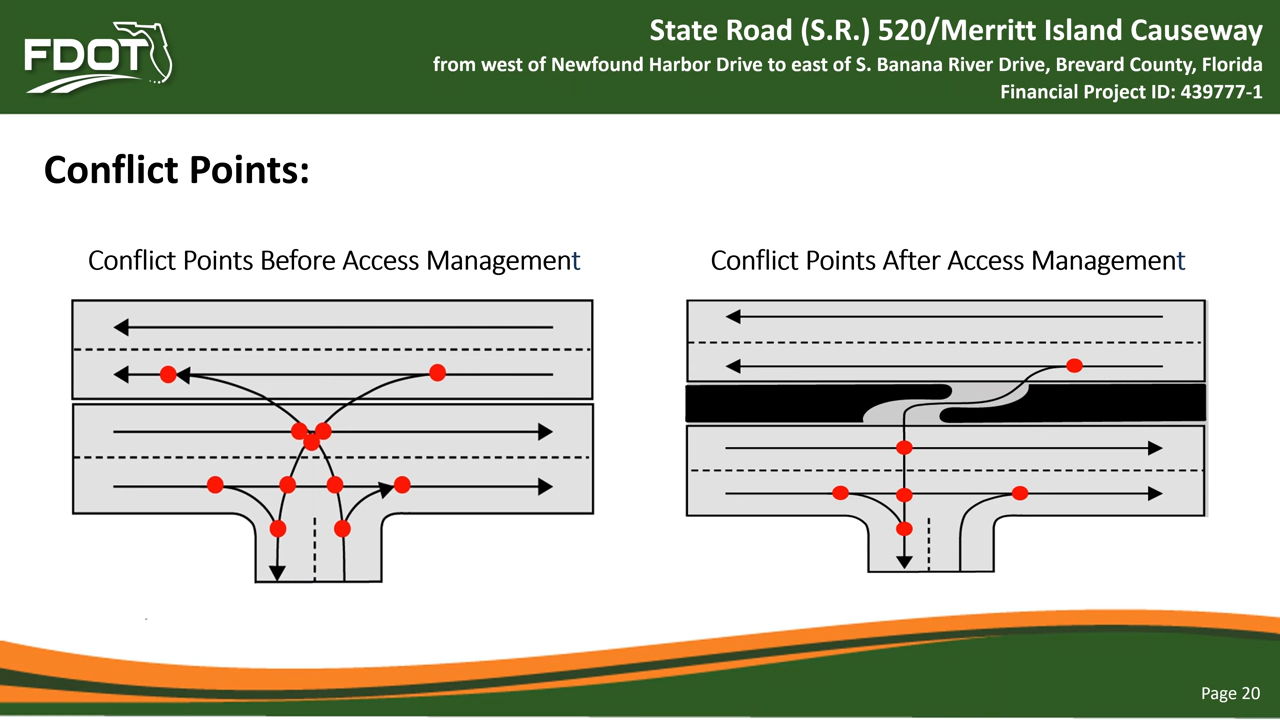 FDOT
State Road (S.R.) 520/Merritt Island Causeway
from west of Newfound Harbor Drive to east of S. Banana River Drive, Brevard County, Florida
Financial Project ID: 439777-1
Conflict Points:
Conflict Points Before Access Management
Conflict Points After Access Management
Page 20